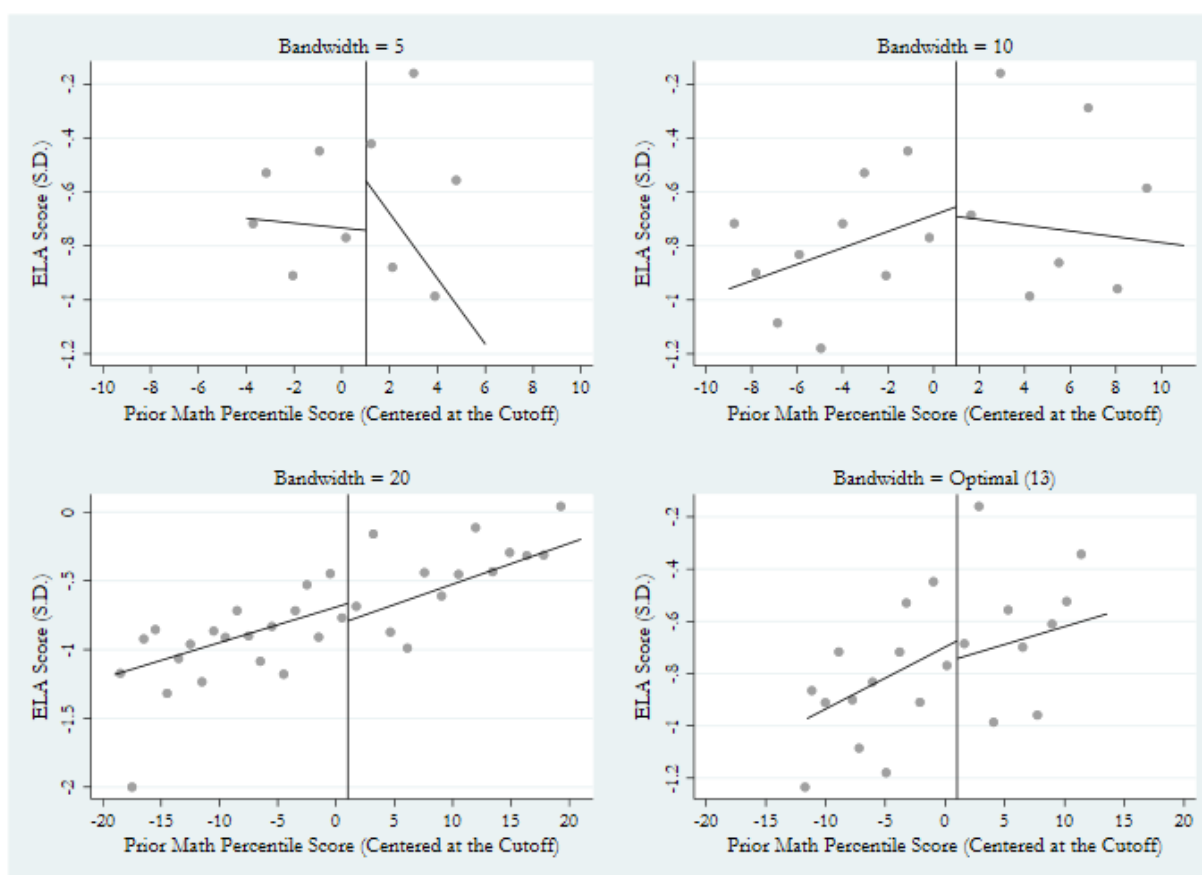 Bandwidth = 5
ELA Score (S.D.)
-.2
-.4
-.6
-.8
-1
-1.2
-10 -8 -6 -4 -2 0 2 4 6 8 10
Prior Math Percentile Score (Centered at the Cutoff)
Bandwidth = 10
ELA Score (S.D.)
-.2
-.4
-.6
-.8
-1
-1.2
-10 -8 -6 -4 -2 0 2 4 6 8 10
Prior Math Percentile Score (Centered at the Cutoff)
Bandwidth = 20
ELA Score (S.D.)
0
-.5
-1
-1.5
-2
-20 -15 -10 -5 0 5 10 15 20
Prior Math Percentile Score (Centered at the Cutoff)
Bandwidth = Optimal (13)
ELA Score (S.D.)
-.2
-.4
-.6
-.8
-1
-1.2
-20 -15 -10 -5 0 5 10 15 20
Prior Math Percentile Score (Centered at the Cutoff)